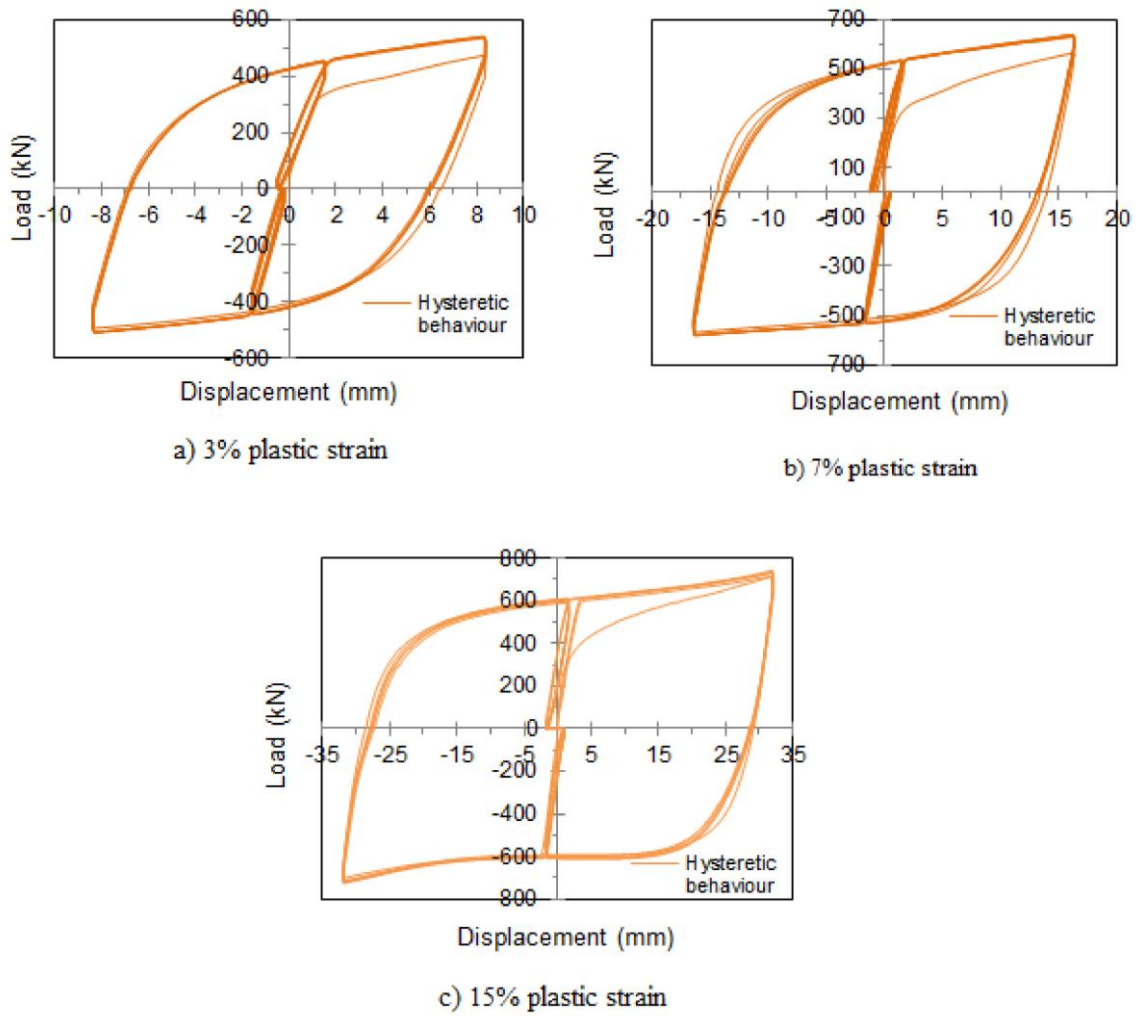 600
400
200
0
-10 -8 -6 -4 -2 0 2 4 6 8 10
-200
-400
-600
Load (kN)
Hysteretic
behaviour
Displacement (mm)
a) 3% plastic strain
700
500
300
100
-20 -15 -10 -5 0 5 10 15 20
-100
-300
-500
700
Load (kN)
Hysteretic
behaviour
Displacement (mm)
b) 7% plastic strain
800
600
400
200
0
-35 -25 -15 -5 5 15 25 35
-200
-400
-600
800
Load (kN)
Hysteretic
behaviour
Displacement (mm)
c) 15% plastic strain